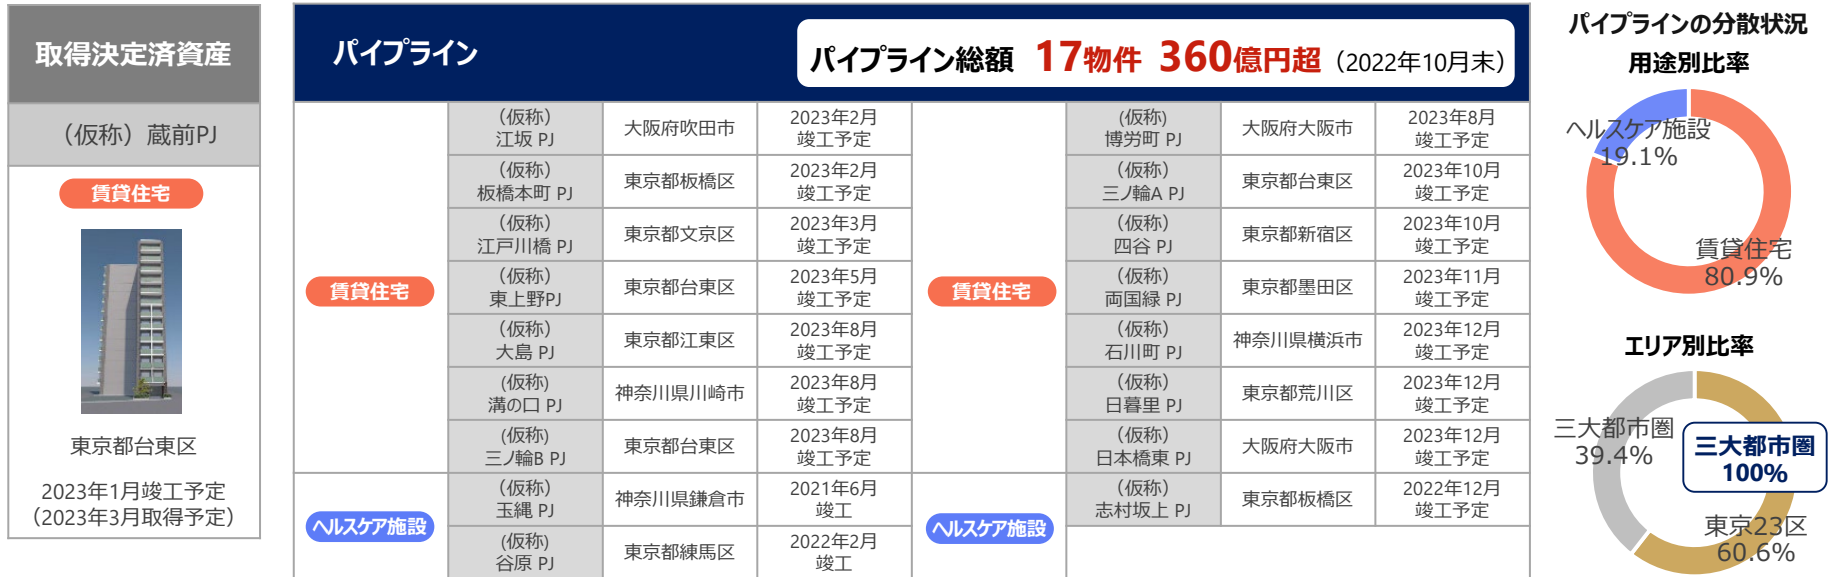 取得決定済資産
（仮称）蔵前PJ
賃貸住宅
東京都台東区
2023年1月竣工予定
（2023年3月取得予定）
パイプライン
パイプライン総額 17物件 360億円超（2022年10月末）
賃貸住宅
（仮称）
江坂 PJ
大阪府吹田市
2023年2月
竣工予定
（仮称）
板橋本町 PJ
東京都板橋区
2023年2月
竣工予定
（仮称）
江戸川橋 PJ
東京都文京区
2023年3月
竣工予定
（仮称）
東上野PJ
東京都台東区
2023年5月
竣工予定
（仮称）
大島 PJ
東京都江東区
2023年8月
竣工予定
(仮称)
溝の口 PJ
神奈川県川崎市
2023年8月
竣工予定
(仮称)
三ノ輪B PJ
東京都台東区
2023年8月
竣工予定
ヘルスケア施設
（仮称）
玉縄 PJ
神奈川県鎌倉市
2021年6月
竣工
(仮称)
谷原 PJ
東京都練馬区
2022年2月
竣工
賃貸住宅
(仮称)
博労町 PJ
大阪府大阪市
2023年8月
竣工予定
（仮称）
三ノ輪A PJ
東京都台東区
2023年10月
竣工予定
（仮称）
四谷 PJ
東京都新宿区
2023年10月
竣工予定
（仮称）
両国緑 PJ
東京都墨田区
2023年11月
竣工予定
（仮称）
石川町 PJ
神奈川県横浜市
2023年12月
竣工予定
（仮称）
日暮里 PJ
東京都荒川区
2023年12月
竣工予定
（仮称）
日本橋東 PJ
大阪府大阪市
2023年12月
竣工予定
ヘルスケア施設
（仮称）
志村坂上 PJ
東京都板橋区
2022年12月
竣工予定
パイプラインの分散状況
用途別比率
ヘルスケア施設
19.1%
賃貸住宅
80.9%
エリア別比率
三大都市圏
39.4%
三大都市圏
100%
東京23区
60.6%